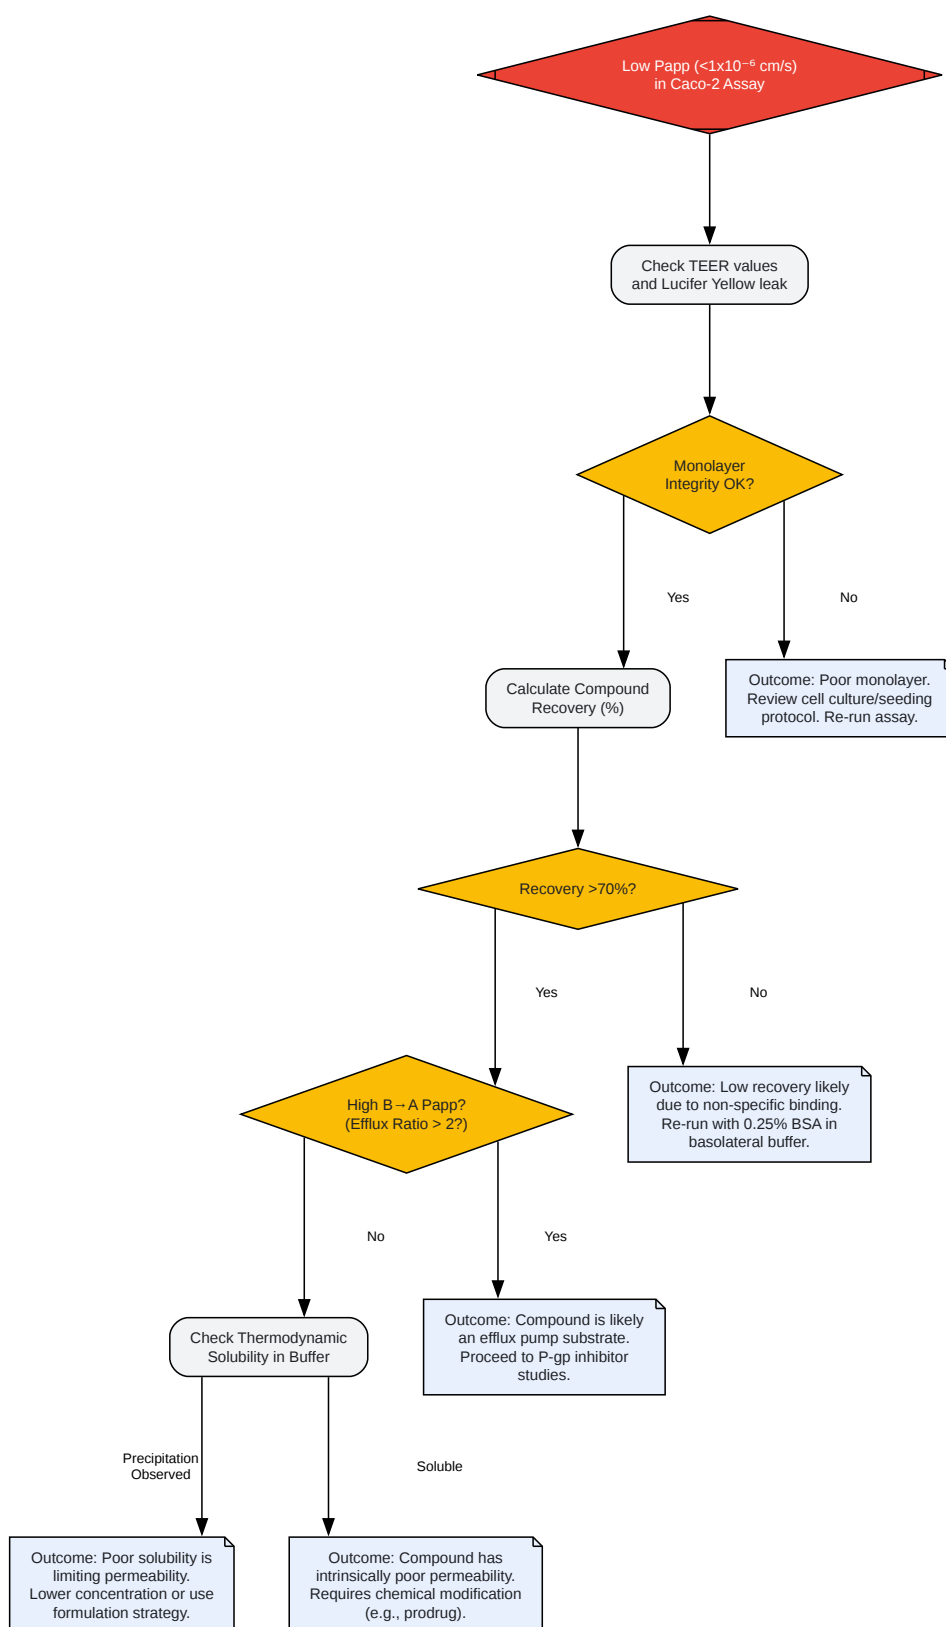 Low Papp (<1x10⁻⁶ cm/s)
in Caco-2 Assay
Check TEER values
and Lucifer Yellow leak
Monolayer
Integrity OK?
Yes
No
Calculate Compound
Recovery (%)
Outcome: Poor monolayer.
Review cell culture/seeding
protocol. Re-run assay.
Recovery >70%?
Yes
No
High B→A Papp?
(Efflux Ratio > 2?)
Outcome: Low recovery likely
due to non-specific binding.
Re-run with 0.25% BSA in
basolateral buffer.
No
Yes
Check Thermodynamic
Solubility in Buffer
Outcome: Compound is likely
an efflux pump substrate.
Proceed to P-gp inhibitor
studies.
Precipitation
Observed
Soluble
Outcome: Poor solubility is
limiting permeability.
Lower concentration or use
formulation strategy.
Outcome: Compound has
intrinsically poor permeability.
Requires chemical modification
(e.g., prodrug).